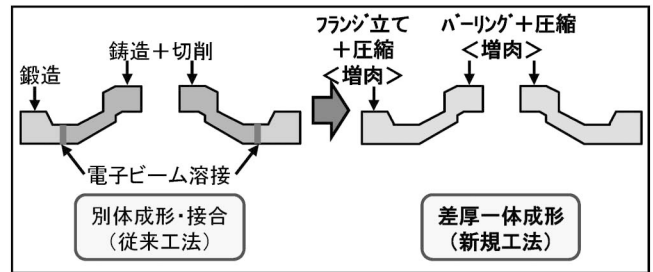 鍛造
鋳造＋切削
電子ビーム溶接
別体成形・接合
（従来工法）
フランジ立て
＋圧縮
＜増肉＞
バーリング＋圧縮
＜増肉＞
差厚一体成形
（新規工法）